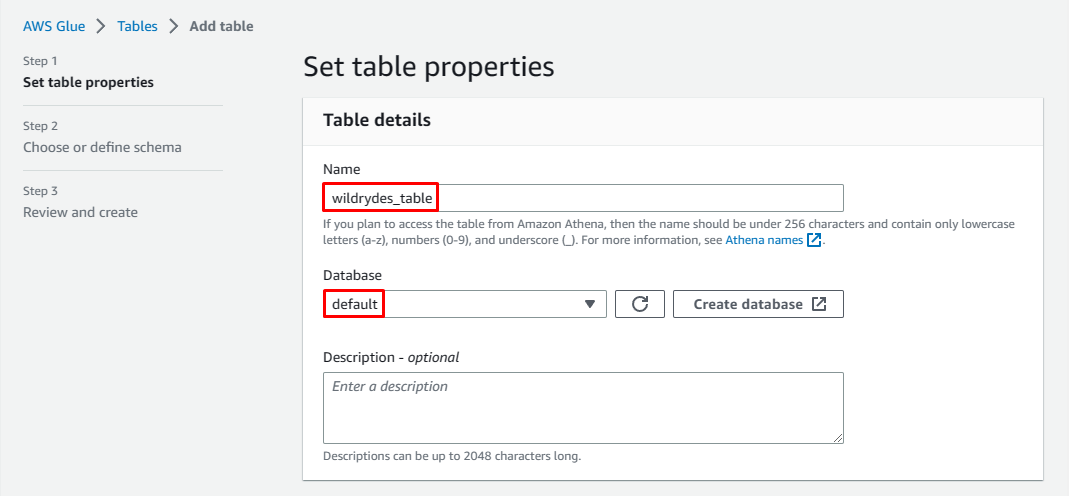 AWS Glue > Tables > Add table
Step 1
Set table properties
Step 2
Choose or define schema
Step 3
Review and create
Set table properties
Table details
Name
wildrydes_table
If you plan to access the table from Amazon Athena, then the name should be under 256 characters and contain only lowercase
letters (a-z), numbers (0-9), and underscore (_). For more information, see Athena names.
Database
default
Create database
Description - optional
Enter a description
Descriptions can be up to 2048 characters long.